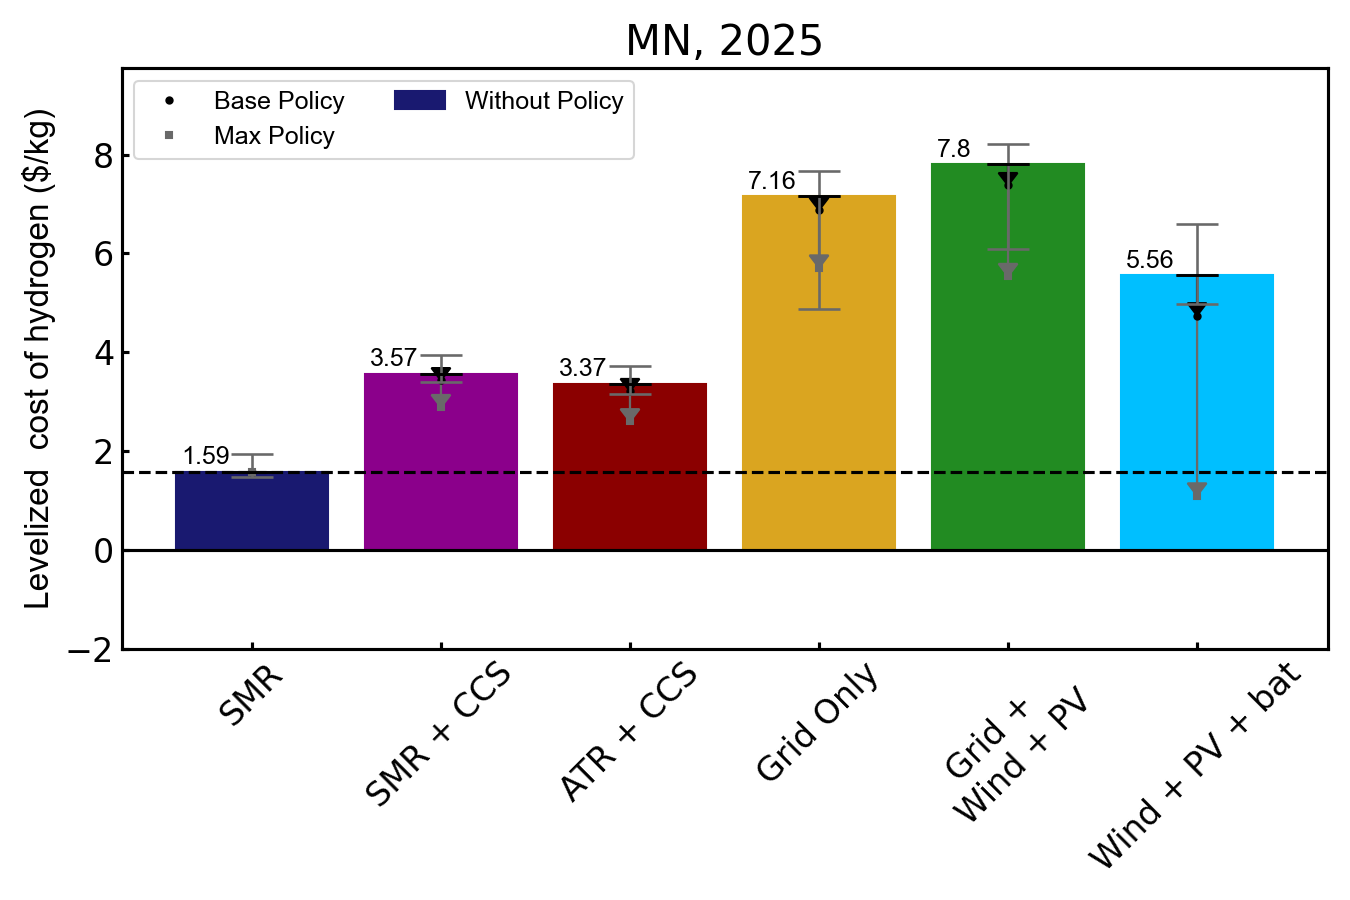 MN, 2025
Base Policy
Max Policy
Without Policy
Levelized  cost of hydrogen ($/kg)
8
6
4
2
0
−2
1.59
3.57
3.37
7.16
7.8
5.56
SMR
SMR + CCS
ATR + CCS
Grid Only
Grid +
Wind + PV
Wind + PV + bat